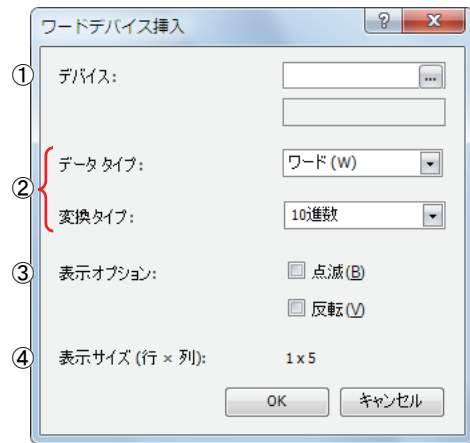 ワードデバイス挿入
① デバイス: ...
② データ タイプ: ワード (W)
変換タイプ: 10進数
③ 表示オプション: 点滅(B)
反転(V)
④ 表示サイズ (行 × 列): 1 x 5
OK キャンセル